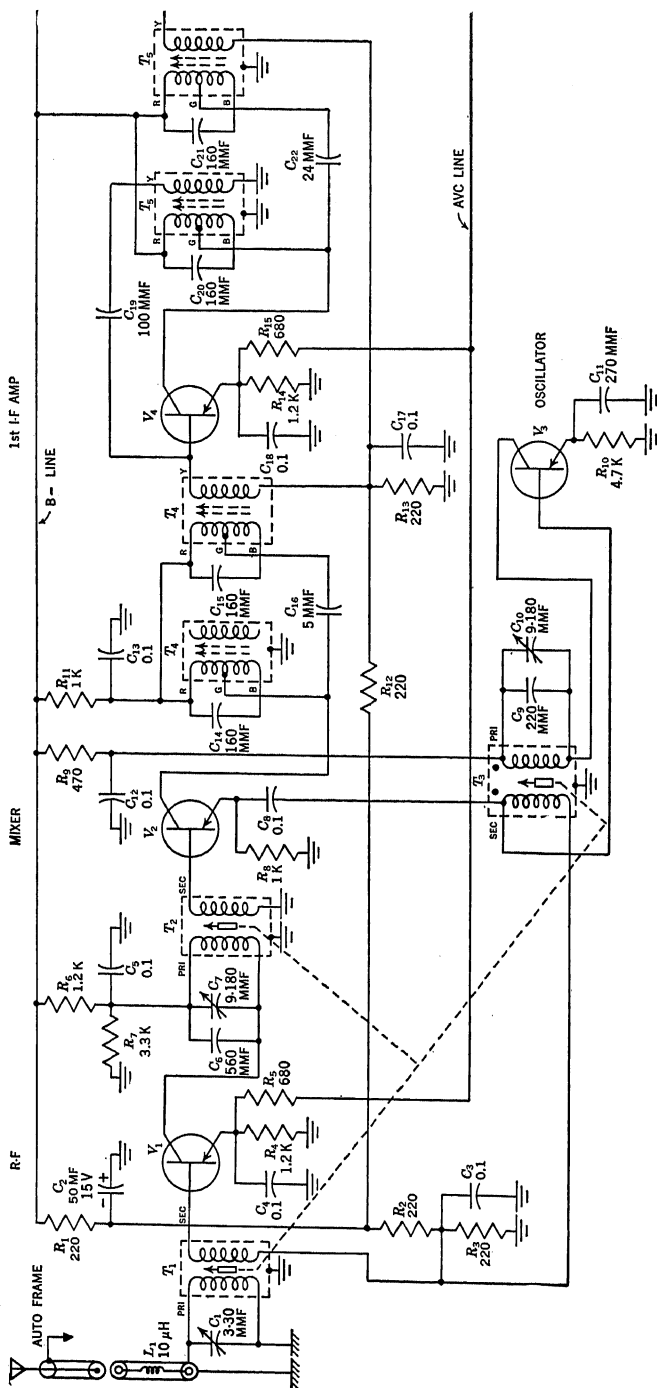 AUTO FRAME
L1
10 μH
C1
3-30
MMF
PRI
T1
SEC
R-F
R1
220
C2
50 MF
15 V
- +
V1
C4
0.1
R4
1.2 K
R5
680
R2
220
R3
220
C3
0.1
R6
1.2 K
R7
3.3 K
C5
0.1
C6
560
MMF
C7
9-180
MMF
PRI
T2
SEC
MIXER
V2
R8
1 K
C8
0.1
R9
470
C12
0.1
R11
1 K
C13
0.1
C14
160
MMF
R
G
B
T4
C15
160
MMF
R
G
B
T4
Y
C16
5 MMF
R12
220
R13
220
C17
0.1
SEC
T3
PRI
C9
220
MMF
C10
9-180
MMF
V3
OSCILLATOR
R10
4.7 K
C11
270 MMF
1st I-F AMP
B- LINE
V4
C18
0.1
R14
1.2 K
R15
680
C19
100 MMF
C20
160
MMF
R
G
B
T5
Y
C21
160
MMF
R
G
B
T5
Y
C22
24 MMF
AVC LINE